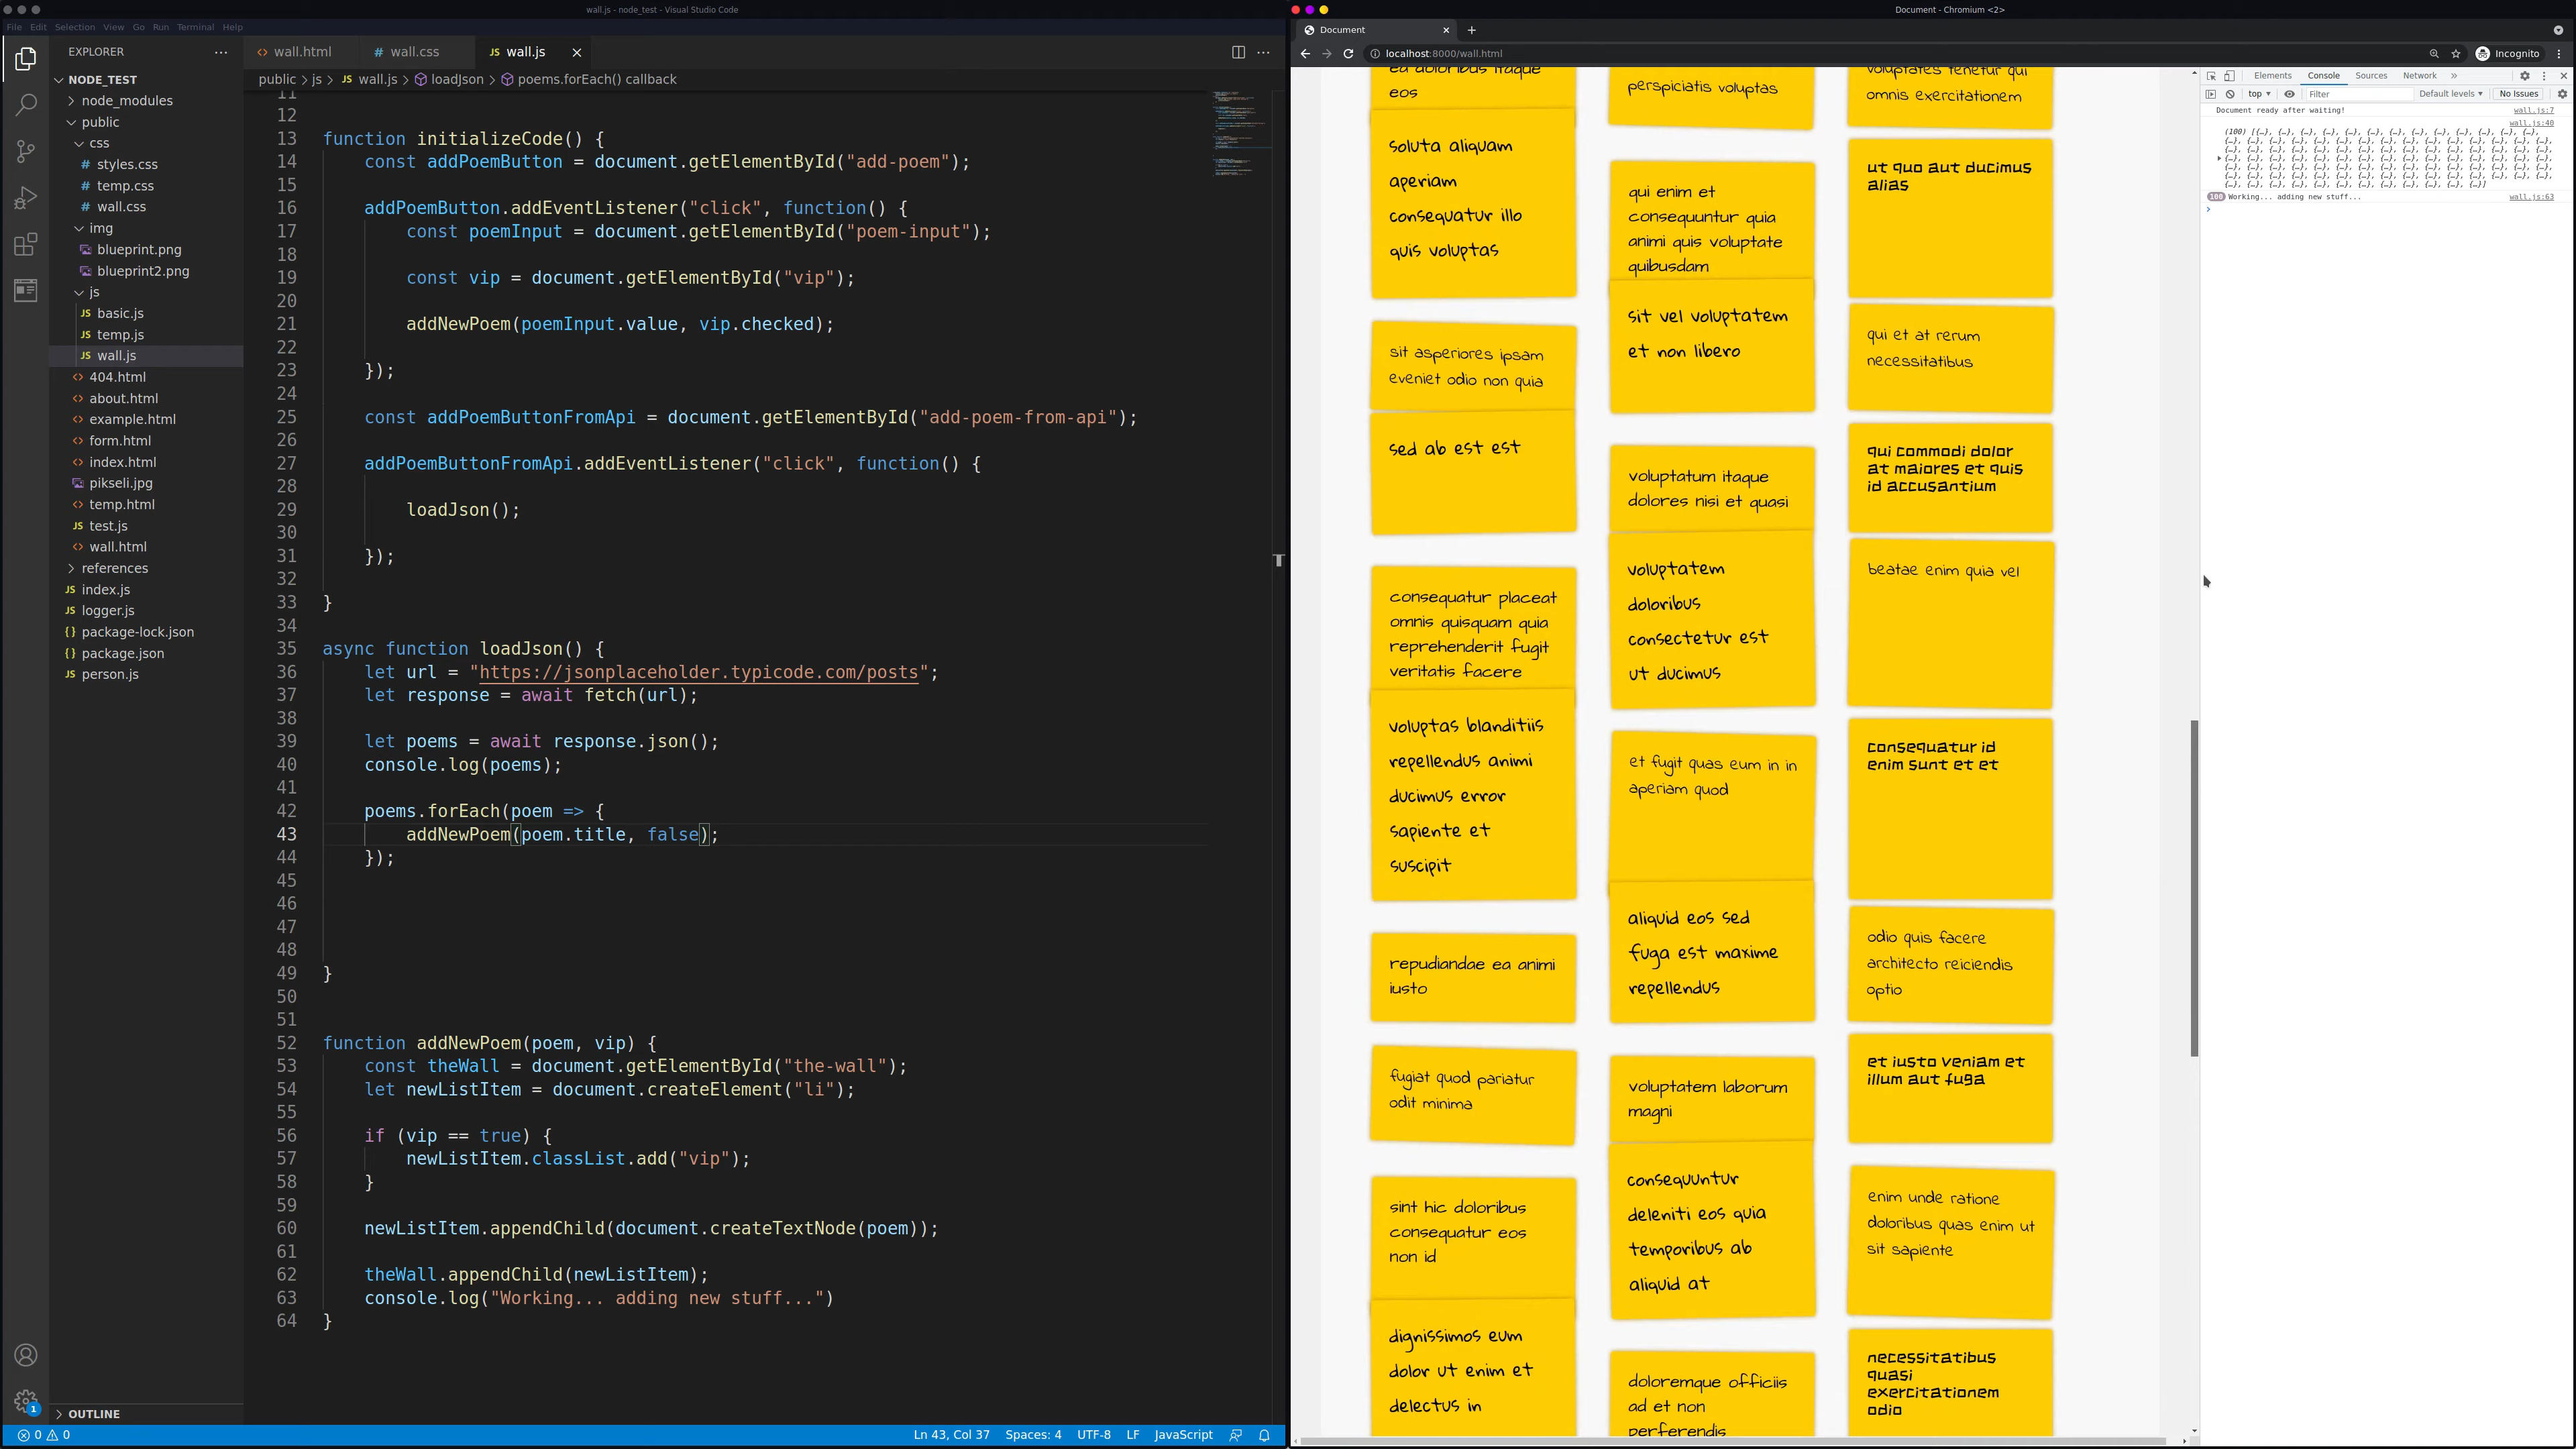 wall.js - node_test - Visual Studio Code
File Edit Selection View Go Run Terminal Help
EXPLORER
NODE_TEST
node_modules
public
css
# styles.css
# temp.css
# wall.css
img
blueprint.png
blueprint2.png
js
JS basic.js
JS temp.js
JS wall.js
<> 404.html
<> about.html
<> example.html
<> form.html
<> index.html
pikseli.jpg
<> temp.html
JS test.js
<> wall.html
references
JS index.js
JS logger.js
{} package-lock.json
{} package.json
JS person.js
OUTLINE
1
<> wall.html # wall.css JS wall.js
public > js > JS wall.js > loadJson > poems.forEach() callback
11
12
13 function initializeCode() {
14 const addPoemButton = document.getElementById("add-poem");
15
16 addPoemButton.addEventListener("click", function() {
17 const poemInput = document.getElementById("poem-input");
18
19 const vip = document.getElementById("vip");
20
21 addNewPoem(poemInput.value, vip.checked);
22
23 });
24
25 const addPoemButtonFromApi = document.getElementById("add-poem-from-api");
26
27 addPoemButtonFromApi.addEventListener("click", function() {
28
29 loadJson();
30
31 });
32
33 }
34
35 async function loadJson() {
36 let url = "https://jsonplaceholder.typicode.com/posts";
37 let response = await fetch(url);
38
39 let poems = await response.json();
40 console.log(poems);
41
42 poems.forEach(poem => {
43 addNewPoem(poem.title, false);
44 });
45
46
47
48
49 }
50
51
52 function addNewPoem(poem, vip) {
53 const theWall = document.getElementById("the-wall");
54 let newListItem = document.createElement("li");
55
56 if (vip == true) {
57 newListItem.classList.add("vip");
58 }
59
60 newListItem.appendChild(document.createTextNode(poem));
61
62 theWall.appendChild(newListItem);
63 console.log("Working... adding new stuff...")
64 }
0 0
Ln 43, Col 37 Spaces: 4 UTF-8 LF JavaScript
Document - Chromium <2>
Document
localhost:8000/wall.html
Incognito
ea doloribus itaque
eos
soluta aliquam
aperiam
consequatur illo
quis voluptas
sit asperiores ipsam
eveniet odio non quia
sed ab est est
consequatur placeat
omnis quisquam quia
reprehenderit fugit
veritatis facere
voluptas blanditiis
repellendus animi
ducimus error
sapiente et
suscipit
repudiandae ea animi
iusto
fugiat quod pariatur
odit minima
sint hic doloribus
consequatur eos
non id
dignissimos eum
dolor ut enim et
delectus in
perspiciatis voluptas
qui enim et
consequuntur quia
animi quis voluptate
quibusdam
sit vel voluptatem
et non libero
voluptatum itaque
dolores nisi et quasi
voluptatem
doloribus
consectetur est
ut ducimus
et fugit quas eum in in
aperiam quod
aliquid eos sed
fuga est maxime
repellendus
voluptatem laborum
magni
consequuntur
deleniti eos quia
temporibus ab
aliquid at
doloremque officiis
ad et non
perferendis
voluptates tenetur qui
omnis exercitationem
ut quo aut ducimus
alias
qui et at rerum
necessitatibus
qui commodi dolor
at maiores et quis
id accusantium
beatae enim quia vel
consequatur id
enim sunt et et
odio quis facere
architecto reiciendis
optio
et iusto veniam et
illum aut fuga
enim unde ratione
doloribus quas enim ut
sit sapiente
necessitatibus
quasi
exercitationem
odio
Elements Console Sources Network »
top Filter Default levels No Issues
Document ready after waiting! wall.js:7
wall.js:40
(100) [{…}, {…}, {…}, {…}, {…}, {…}, {…}, {…}, {…}, {…}, {…}, {…}, {…}, {…},
100 Working... adding new stuff... wall.js:63